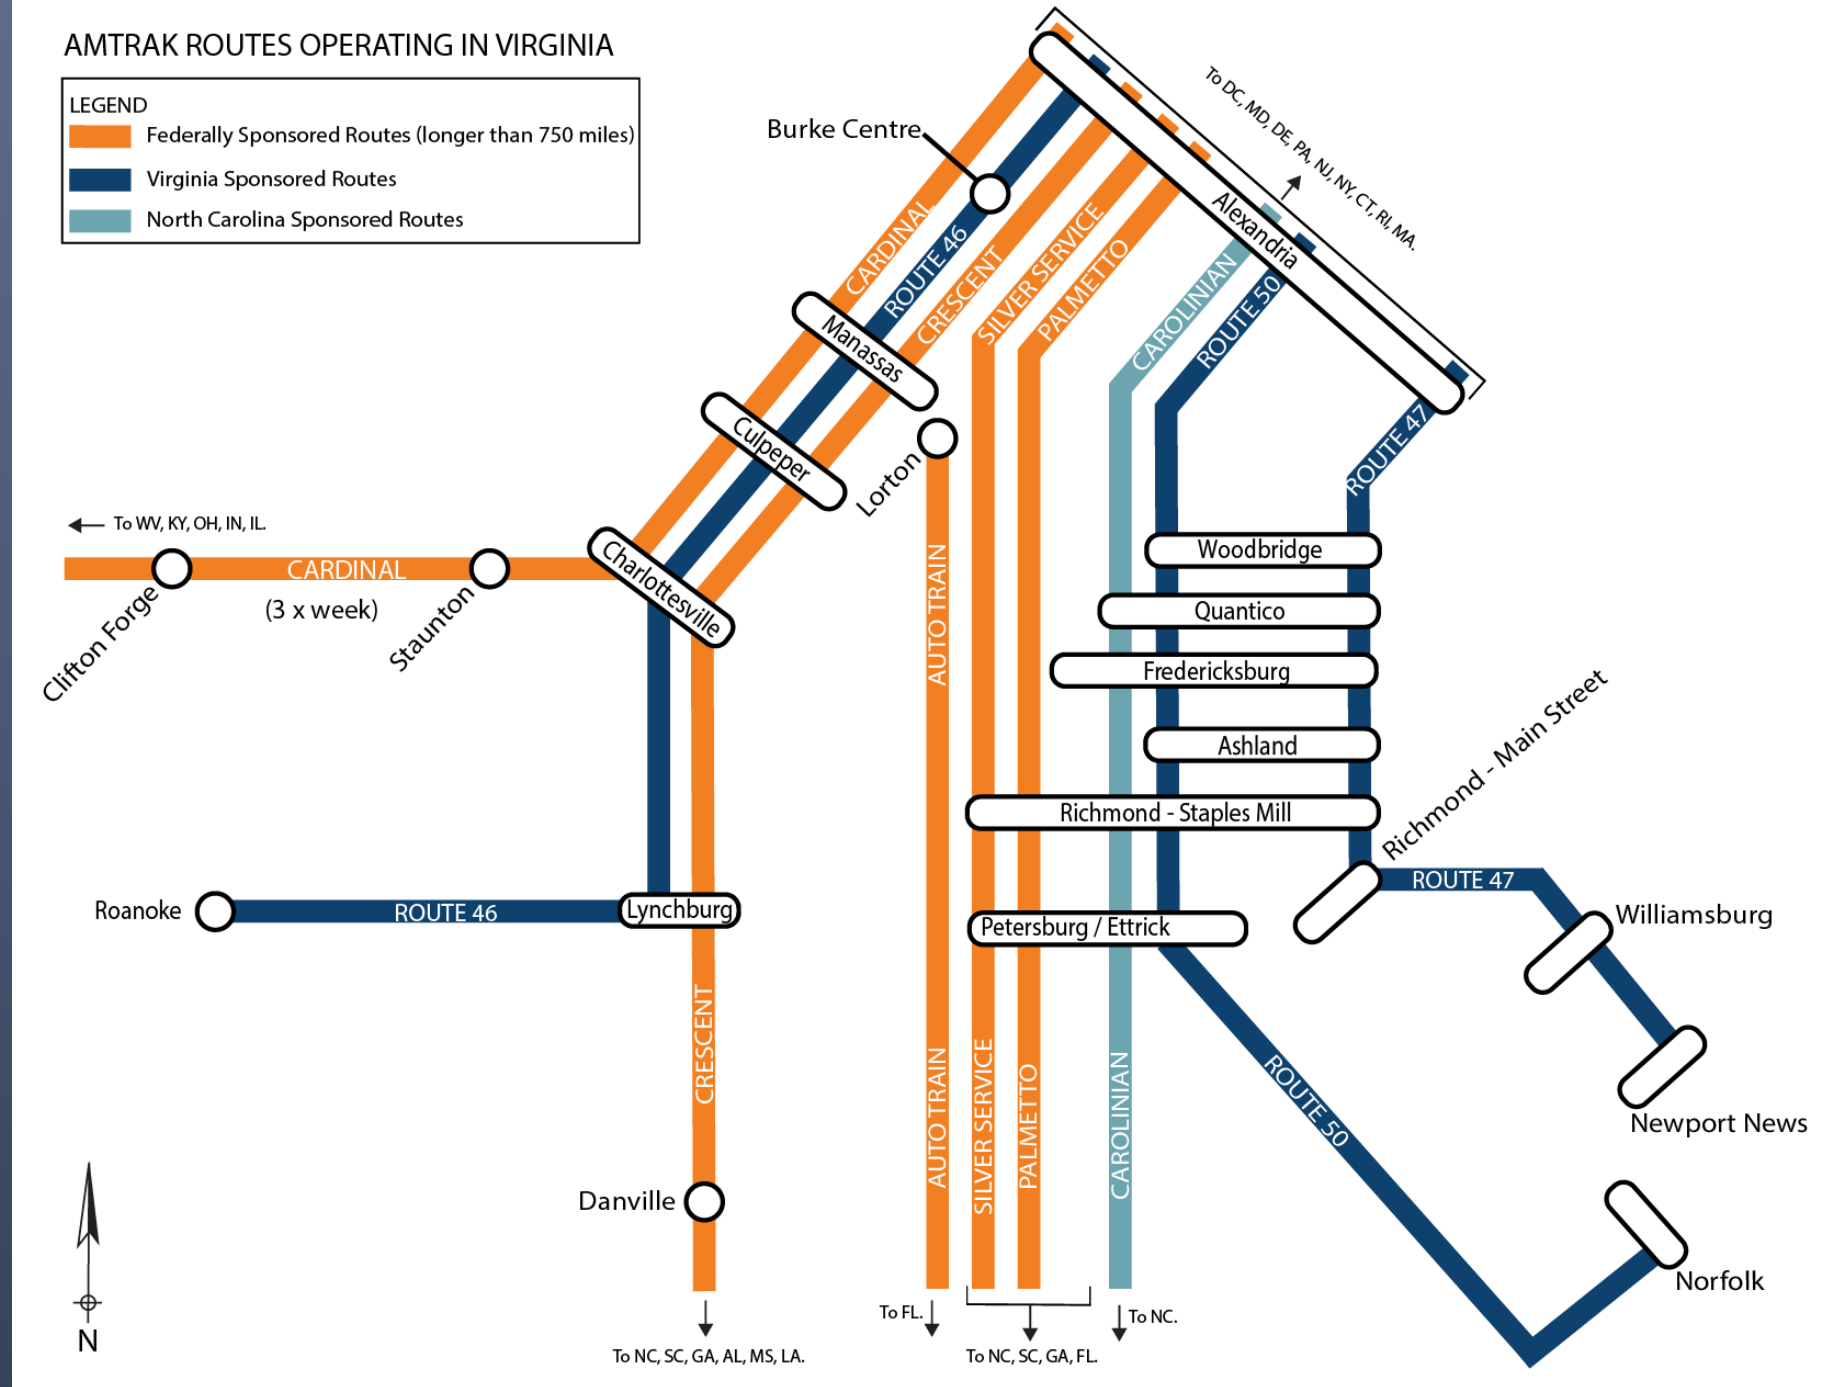 AMTRAK ROUTES OPERATING IN VIRGINIA
LEGEND
Federally Sponsored Routes (longer than 750 miles)
Virginia Sponsored Routes
North Carolina Sponsored Routes
Burke Centre
To DC, MD, DE, PA, NJ, NY, CT, RI, MA.
Alexandria
CARDINAL
ROUTE 46
CRESCENT
SILVER SERVICE
PALMETTO
CAROLINIAN
ROUTE 50
ROUTE 47
Manassas
Culpeper
Lorton
Charlottesville
To WV, KY, OH, IN, IL.
CARDINAL
(3 x week)
Clifton Forge
Staunton
AUTO TRAIN
Woodbridge
Quantico
Fredericksburg
Ashland
Richmond - Staples Mill
Richmond - Main Street
ROUTE 47
Roanoke
ROUTE 46
Lynchburg
Petersburg / Ettrick
Williamsburg
Newport News
CRESCENT
AUTO TRAIN
SILVER SERVICE
PALMETTO
CAROLINIAN
ROUTE 50
Danville
Norfolk
N
To FL.
To NC.
To NC, SC, GA, AL, MS, LA.
To NC, SC, GA, FL.